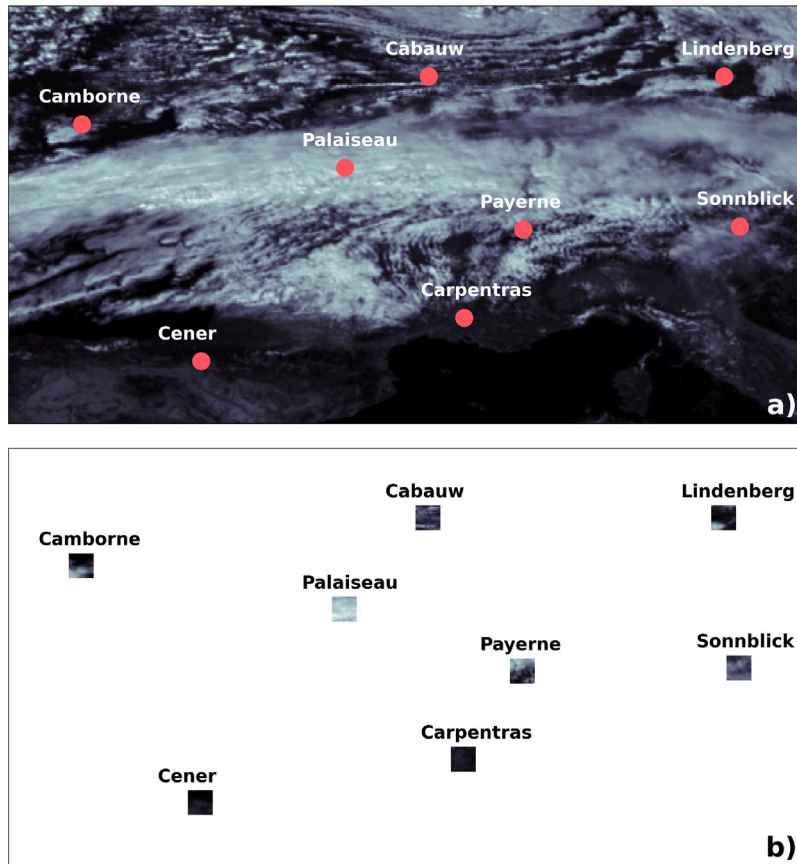 Cabauw
Lindenberg
Camborne
Palaiseau
Payerne
Sonnblick
Carpentras
Cener
a)
Cabauw
Lindenberg
Camborne
Palaiseau
Payerne
Sonnblick
Carpentras
Cener
b)